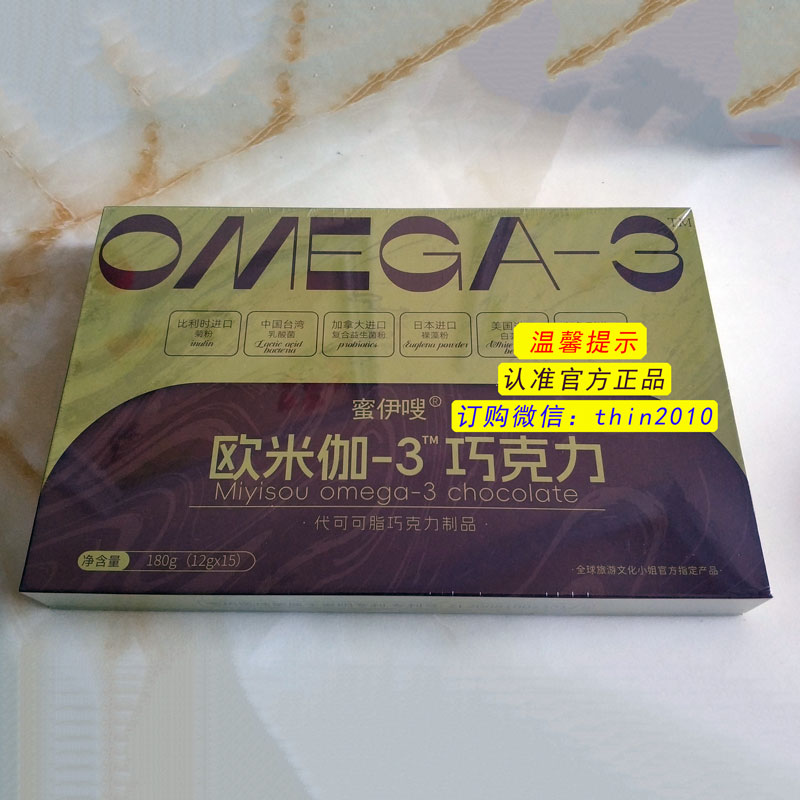 OMEGA-3
TM
比利时进口
菊粉
inulin
中国台湾
乳酸菌
Lactic acid
bacteria
加拿大进口
复合益生菌粉
probiotics
日本进口
裸藻粉
Euglena powder
美国
白
温馨提示
认准官方正品
订购微信：thin2010
蜜伊嗖®
欧米伽-3™巧克力
Miyisou omega-3 chocolate
·代可可脂巧克力制品·
净含量 180g（12gx15）
·全球旅游文化小姐官方指定产品·